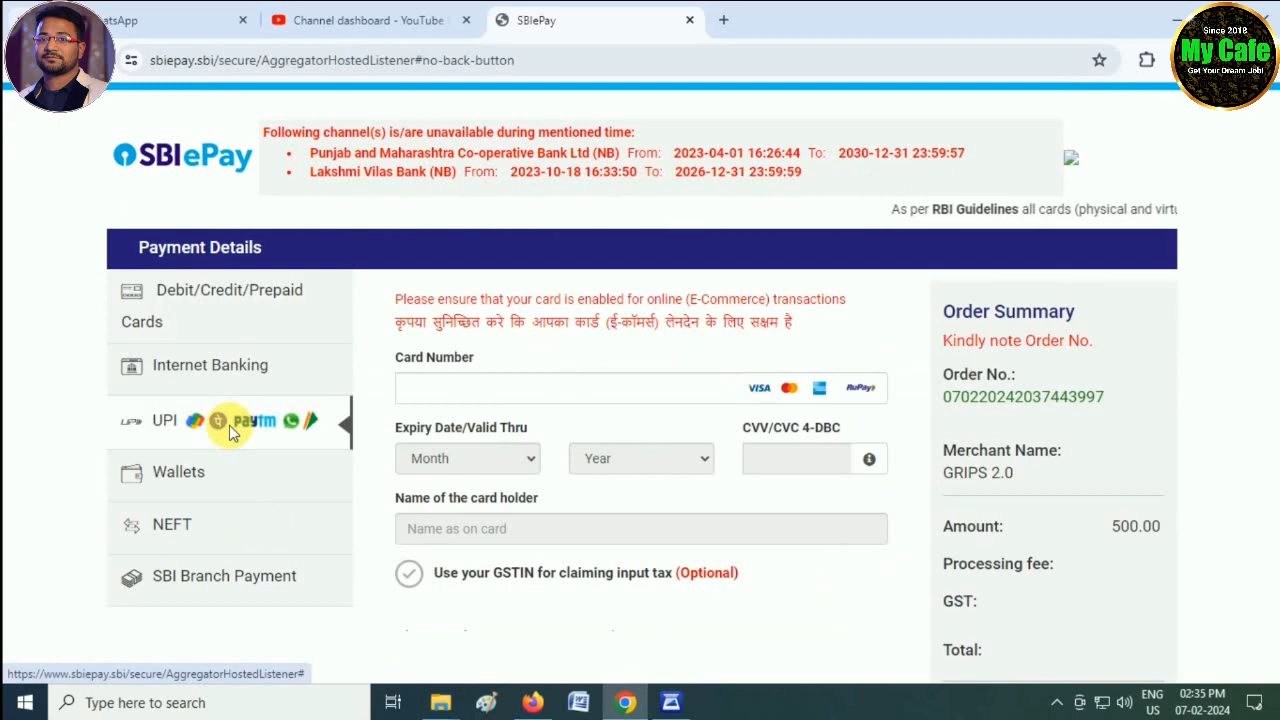 atsApp
Channel dashboard - YouTube
SBIePay
sbiepay.sbi/secure/AggregatorHostedListener#no-back-button
Since 2018
My Cafe
Get Your Dream Job!
SBI ePay
Following channel(s) is/are unavailable during mentioned time:
• Punjab and Maharashtra Co-operative Bank Ltd (NB) From: 2023-04-01 16:26:44 To: 2030-12-31 23:59:57
• Lakshmi Vilas Bank (NB) From: 2023-10-18 16:33:50 To: 2026-12-31 23:59:59
As per RBI Guidelines all cards (physical and virtu
Payment Details
Debit/Credit/Prepaid
Cards
Internet Banking
UPI पे paytm
Wallets
NEFT
SBI Branch Payment
Please ensure that your card is enabled for online (E-Commerce) transactions
कृपया सुनिच्छित करे कि आपका कार्ड (ई-कॉमर्स) लेनदेन के लिए सक्षम है
Card Number
VISA RuPay
Expiry Date/Valid Thru
CVV/CVC 4-DBC
Month
Year
Name of the card holder
Name as on card
Use your GSTIN for claiming input tax (Optional)
Order Summary
Kindly note Order No.
Order No.:
070220242037443997
Merchant Name:
GRIPS 2.0
Amount: 500.00
Processing fee:
GST:
Total:
https://www.sbiepay.sbi/secure/AggregatorHostedListener#
Type here to search
ENG
US
02:35 PM
07-02-2024